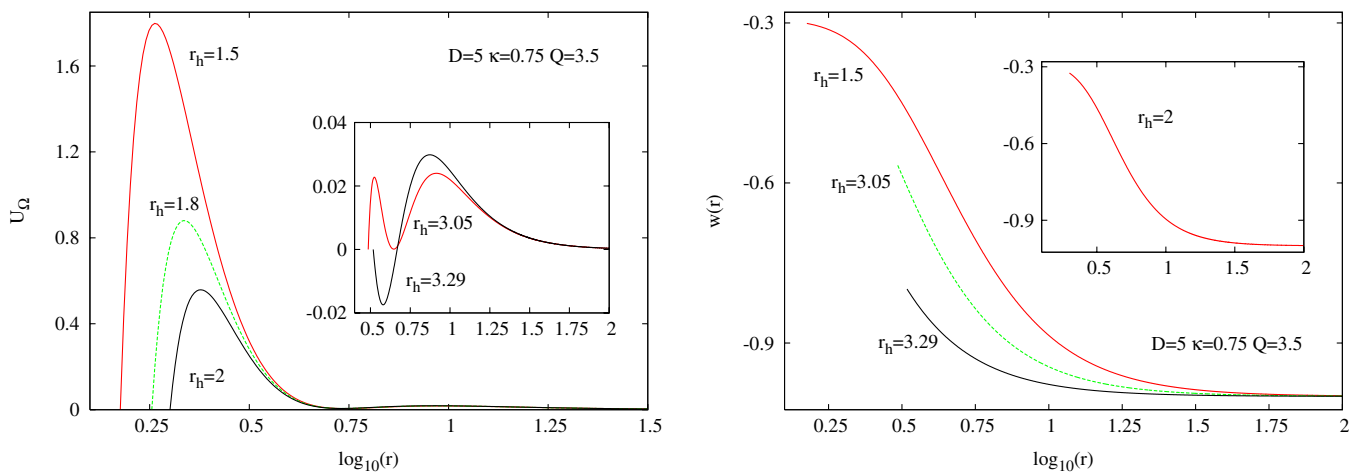 D=5 κ=0.75 Q=3.5
U_Ω
1.6
1.2
0.8
0.4
0
r_h=1.5
r_h=1.8
r_h=2
0.04
0.02
0
-0.02
r_h=3.05
r_h=3.29
0.5 0.75 1 1.25 1.5 1.75 2
0.25 0.5 0.75 1 1.25 1.5
log_10(r)
w(r)
-0.3
-0.6
-0.9
r_h=1.5
r_h=3.05
r_h=3.29
-0.3
-0.6
-0.9
r_h=2
0.5 1 1.5 2
D=5 κ=0.75 Q=3.5
0.25 0.5 0.75 1 1.25 1.5 1.75 2
log_10(r)